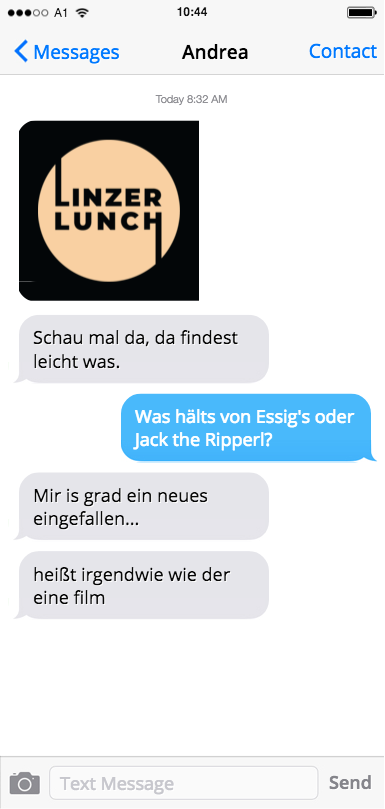 A1
10:44
Messages
Andrea
Contact
Today 8:32 AM
LINZER
LUNCH
Schau mal da, da findest
leicht was.
Was hälts von Essig's oder
Jack the Ripperl?
Mir is grad ein neues
eingefallen...
heißt irgendwie wie der
eine film
Text Message
Send